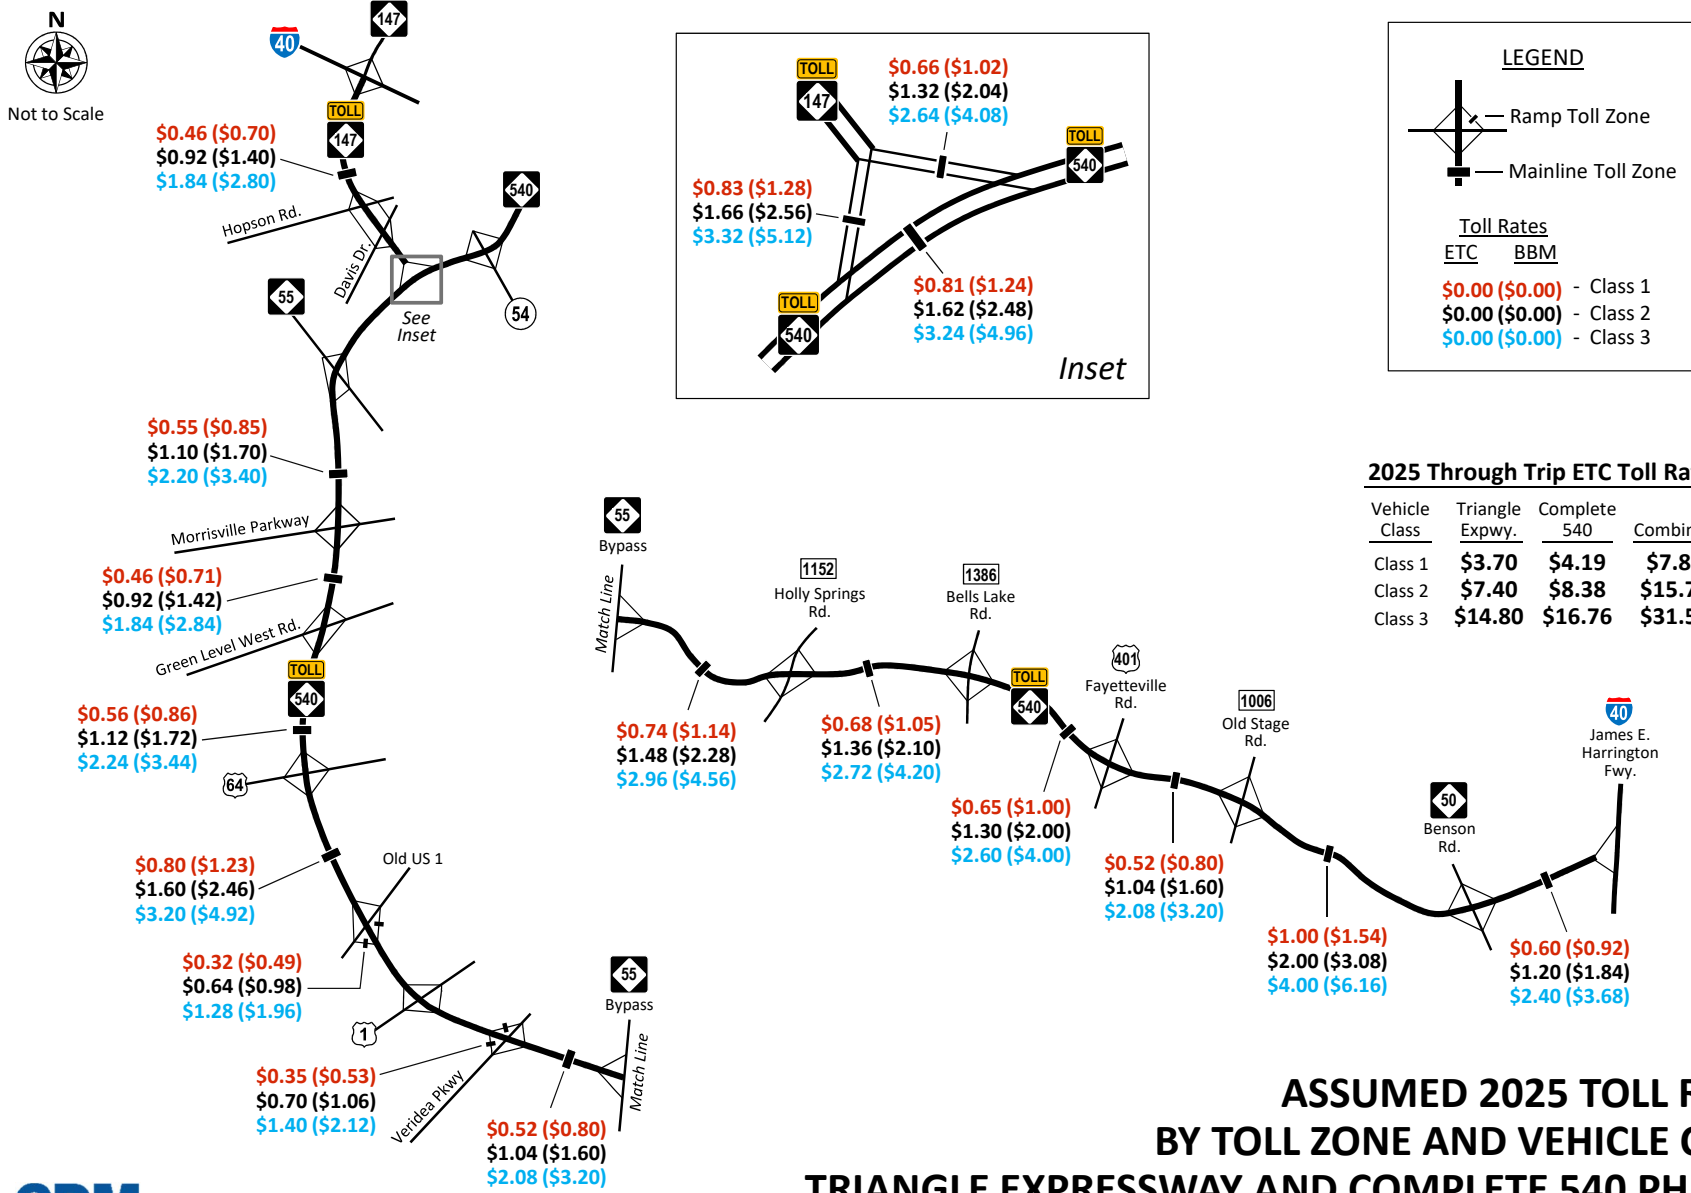 N
Not to Scale
40
147
TOLL
147
$0.46 ($0.70)
$0.92 ($1.40)
$1.84 ($2.80)
Hopson Rd.
Davis Dr.
540
54
See
Inset
55
$0.55 ($0.85)
$1.10 ($1.70)
$2.20 ($3.40)
Morrisville Parkway
$0.46 ($0.71)
$0.92 ($1.42)
$1.84 ($2.84)
Green Level West Rd.
TOLL
540
$0.56 ($0.86)
$1.12 ($1.72)
$2.24 ($3.44)
64
$0.80 ($1.23)
$1.60 ($2.46)
$3.20 ($4.92)
Old US 1
$0.32 ($0.49)
$0.64 ($0.98)
$1.28 ($1.96)
1
$0.35 ($0.53)
$0.70 ($1.06)
$1.40 ($2.12)
Veridea Pkwy
55
Bypass
Match Line
$0.52 ($0.80)
$1.04 ($1.60)
$2.08 ($3.20)
TOLL
147
$0.66 ($1.02)
$1.32 ($2.04)
$2.64 ($4.08)
TOLL
540
$0.83 ($1.28)
$1.66 ($2.56)
$3.32 ($5.12)
TOLL
540
$0.81 ($1.24)
$1.62 ($2.48)
$3.24 ($4.96)
Inset
LEGEND
Ramp Toll Zone
Mainline Toll Zone
Toll Rates
ETC BBM
$0.00 ($0.00) - Class 1
$0.00 ($0.00) - Class 2
$0.00 ($0.00) - Class 3
2025 Through Trip ETC Toll
Vehicle Triangle Complete
Class Expwy. 540
Class 1 $3.70 $4.19
Class 2 $7.40 $8.38
Class 3 $14.80 $16.76
55
Bypass
Match Line
1152
Holly Springs
Rd.
1386
Bells Lake
Rd.
TOLL
540
401
Fayetteville
Rd.
1006
Old Stage
Rd.
50
Benson
Rd.
40
James E.
Harrington
Fwy.
$0.74 ($1.14)
$1.48 ($2.28)
$2.96 ($4.56)
$0.68 ($1.05)
$1.36 ($2.10)
$2.72 ($4.20)
$0.65 ($1.00)
$1.30 ($2.00)
$2.60 ($4.00)
$0.52 ($0.80)
$1.04 ($1.60)
$2.08 ($3.20)
$1.00 ($1.54)
$2.00 ($3.08)
$4.00 ($6.16)
$0.60 ($0.92)
$1.20 ($1.84)
$2.40 ($3.68)
ASSUMED 2025 TOLL
BY TOLL ZONE AND VEHICLE
TRIANGLE EXPRESSWAY AND COMPLETE 540